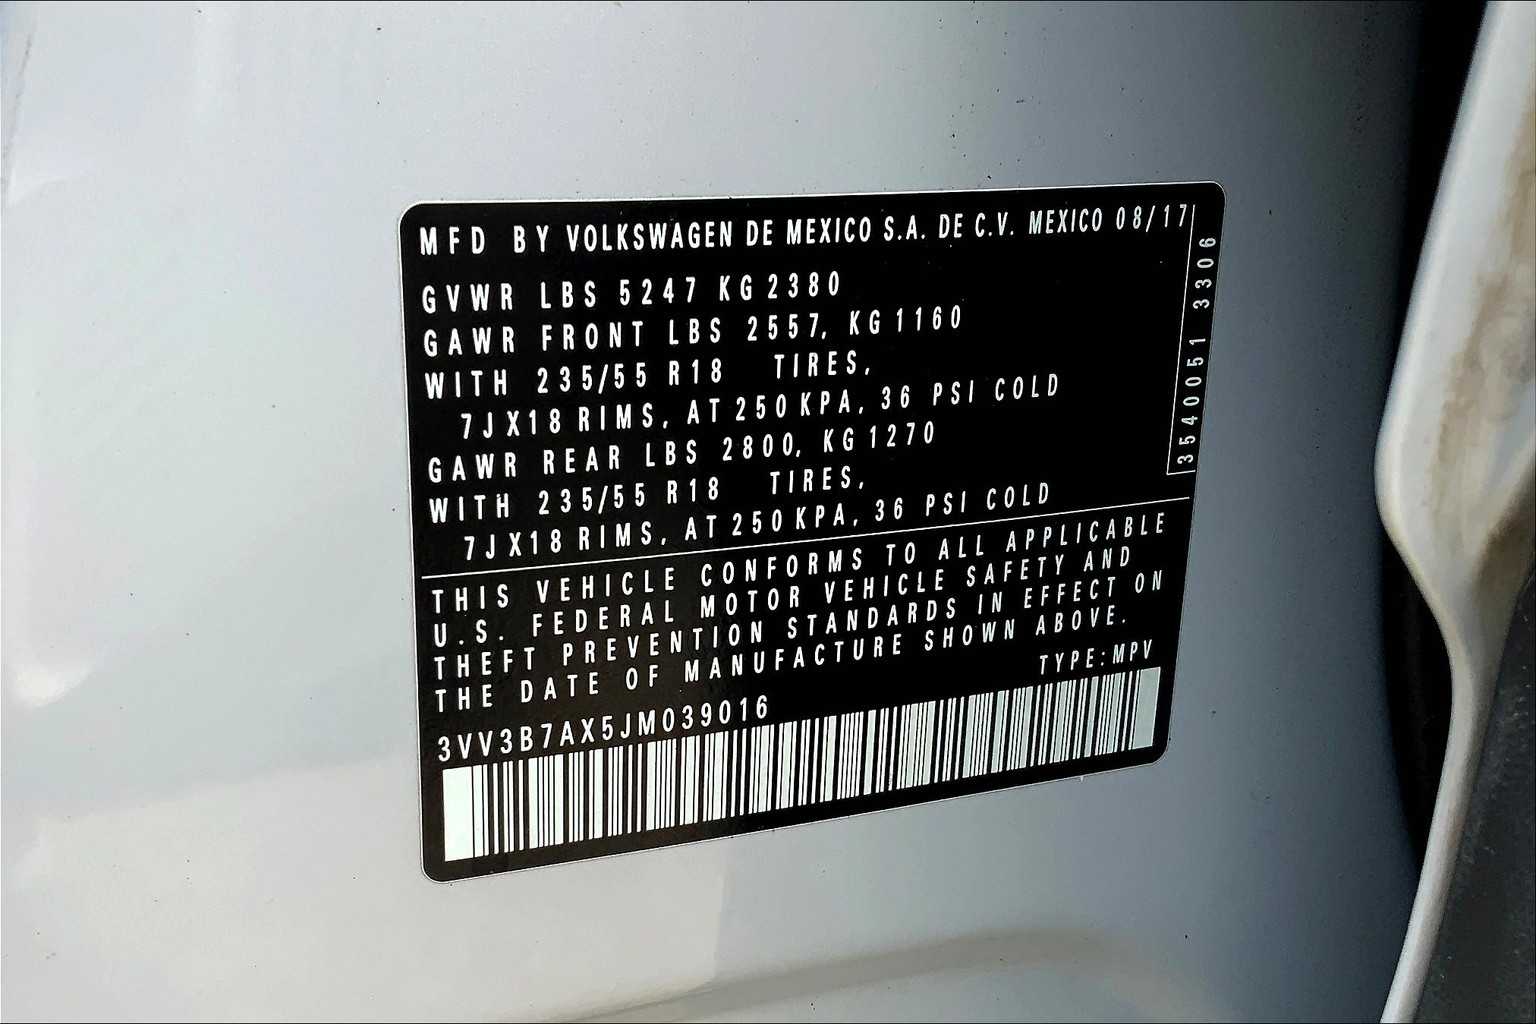 MFD BY VOLKSWAGEN DE MEXICO S.A. DE C.V. MEXICO 08/17
GVWR LBS 5247 KG 2380
GAWR FRONT LBS 2557, KG 1160
WITH 235/55 R18 TIRES,
7JX18 RIMS, AT 250 KPA, 36 PSI COLD
GAWR REAR LBS 2800, KG 1270
WITH 235/55 R18 TIRES,
7JX18 RIMS, AT 250 KPA, 36 PSI COLD
3540051 3306
THIS VEHICLE CONFORMS TO ALL APPLICABLE
U.S. FEDERAL MOTOR VEHICLE SAFETY AND
THEFT PREVENTION STANDARDS IN EFFECT ON
THE DATE OF MANUFACTURE SHOWN ABOVE.
TYPE:MPV
3VV3B7AX5JM039016